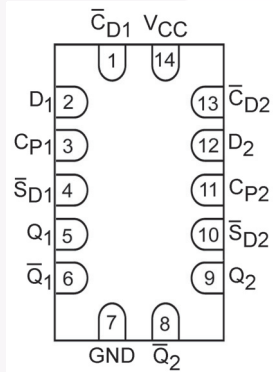 C̅D1 VCC
1 14
D1 2 13 C̅D2
CP1 3 12 D2
S̅D1 4 11 CP2
Q1 5 10 S̅D2
Q̅1 6 9 Q2
7 8
GND Q̅2